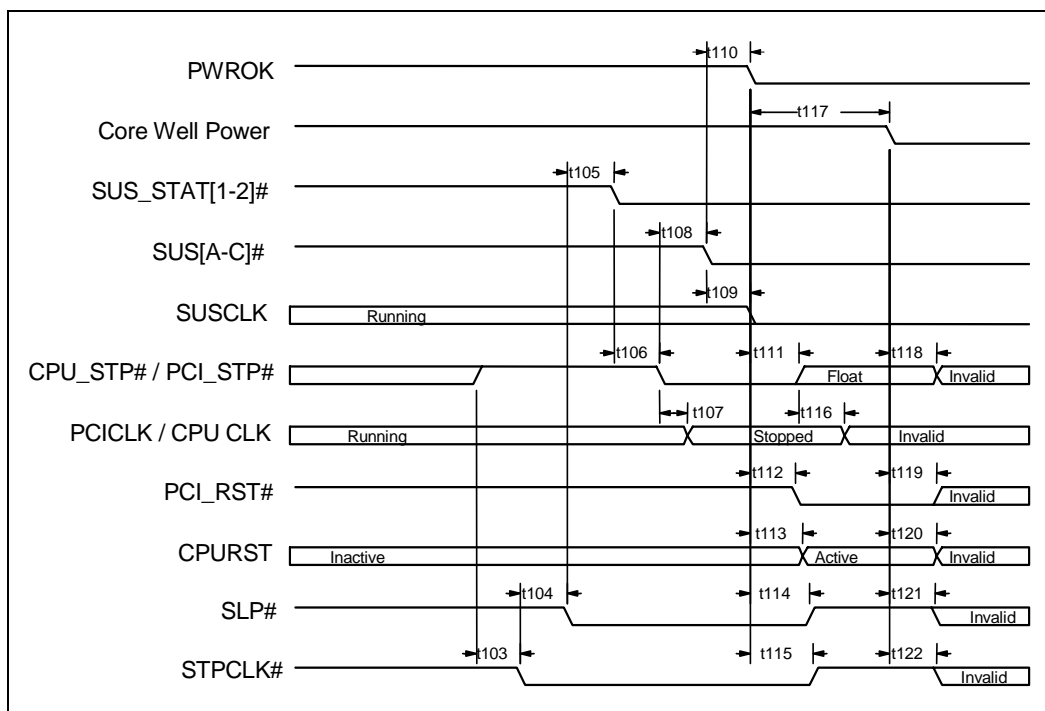 t110
PWROK
t117
Core Well Power
t105
SUS_STAT[1-2]#
t108
SUS[A-C]#
t109
SUSCLK
Running
t106
t111
t118
CPU_STP# / PCI_STP#
Float
Invalid
t107
t116
PCICLK / CPU CLK
Running
Stopped
Invalid
t112
t119
PCI_RST#
Invalid
t113
t120
CPURST
Inactive
Active
Invalid
t104
t114
t121
SLP#
Invalid
t103
t115
t122
STPCLK#
Invalid